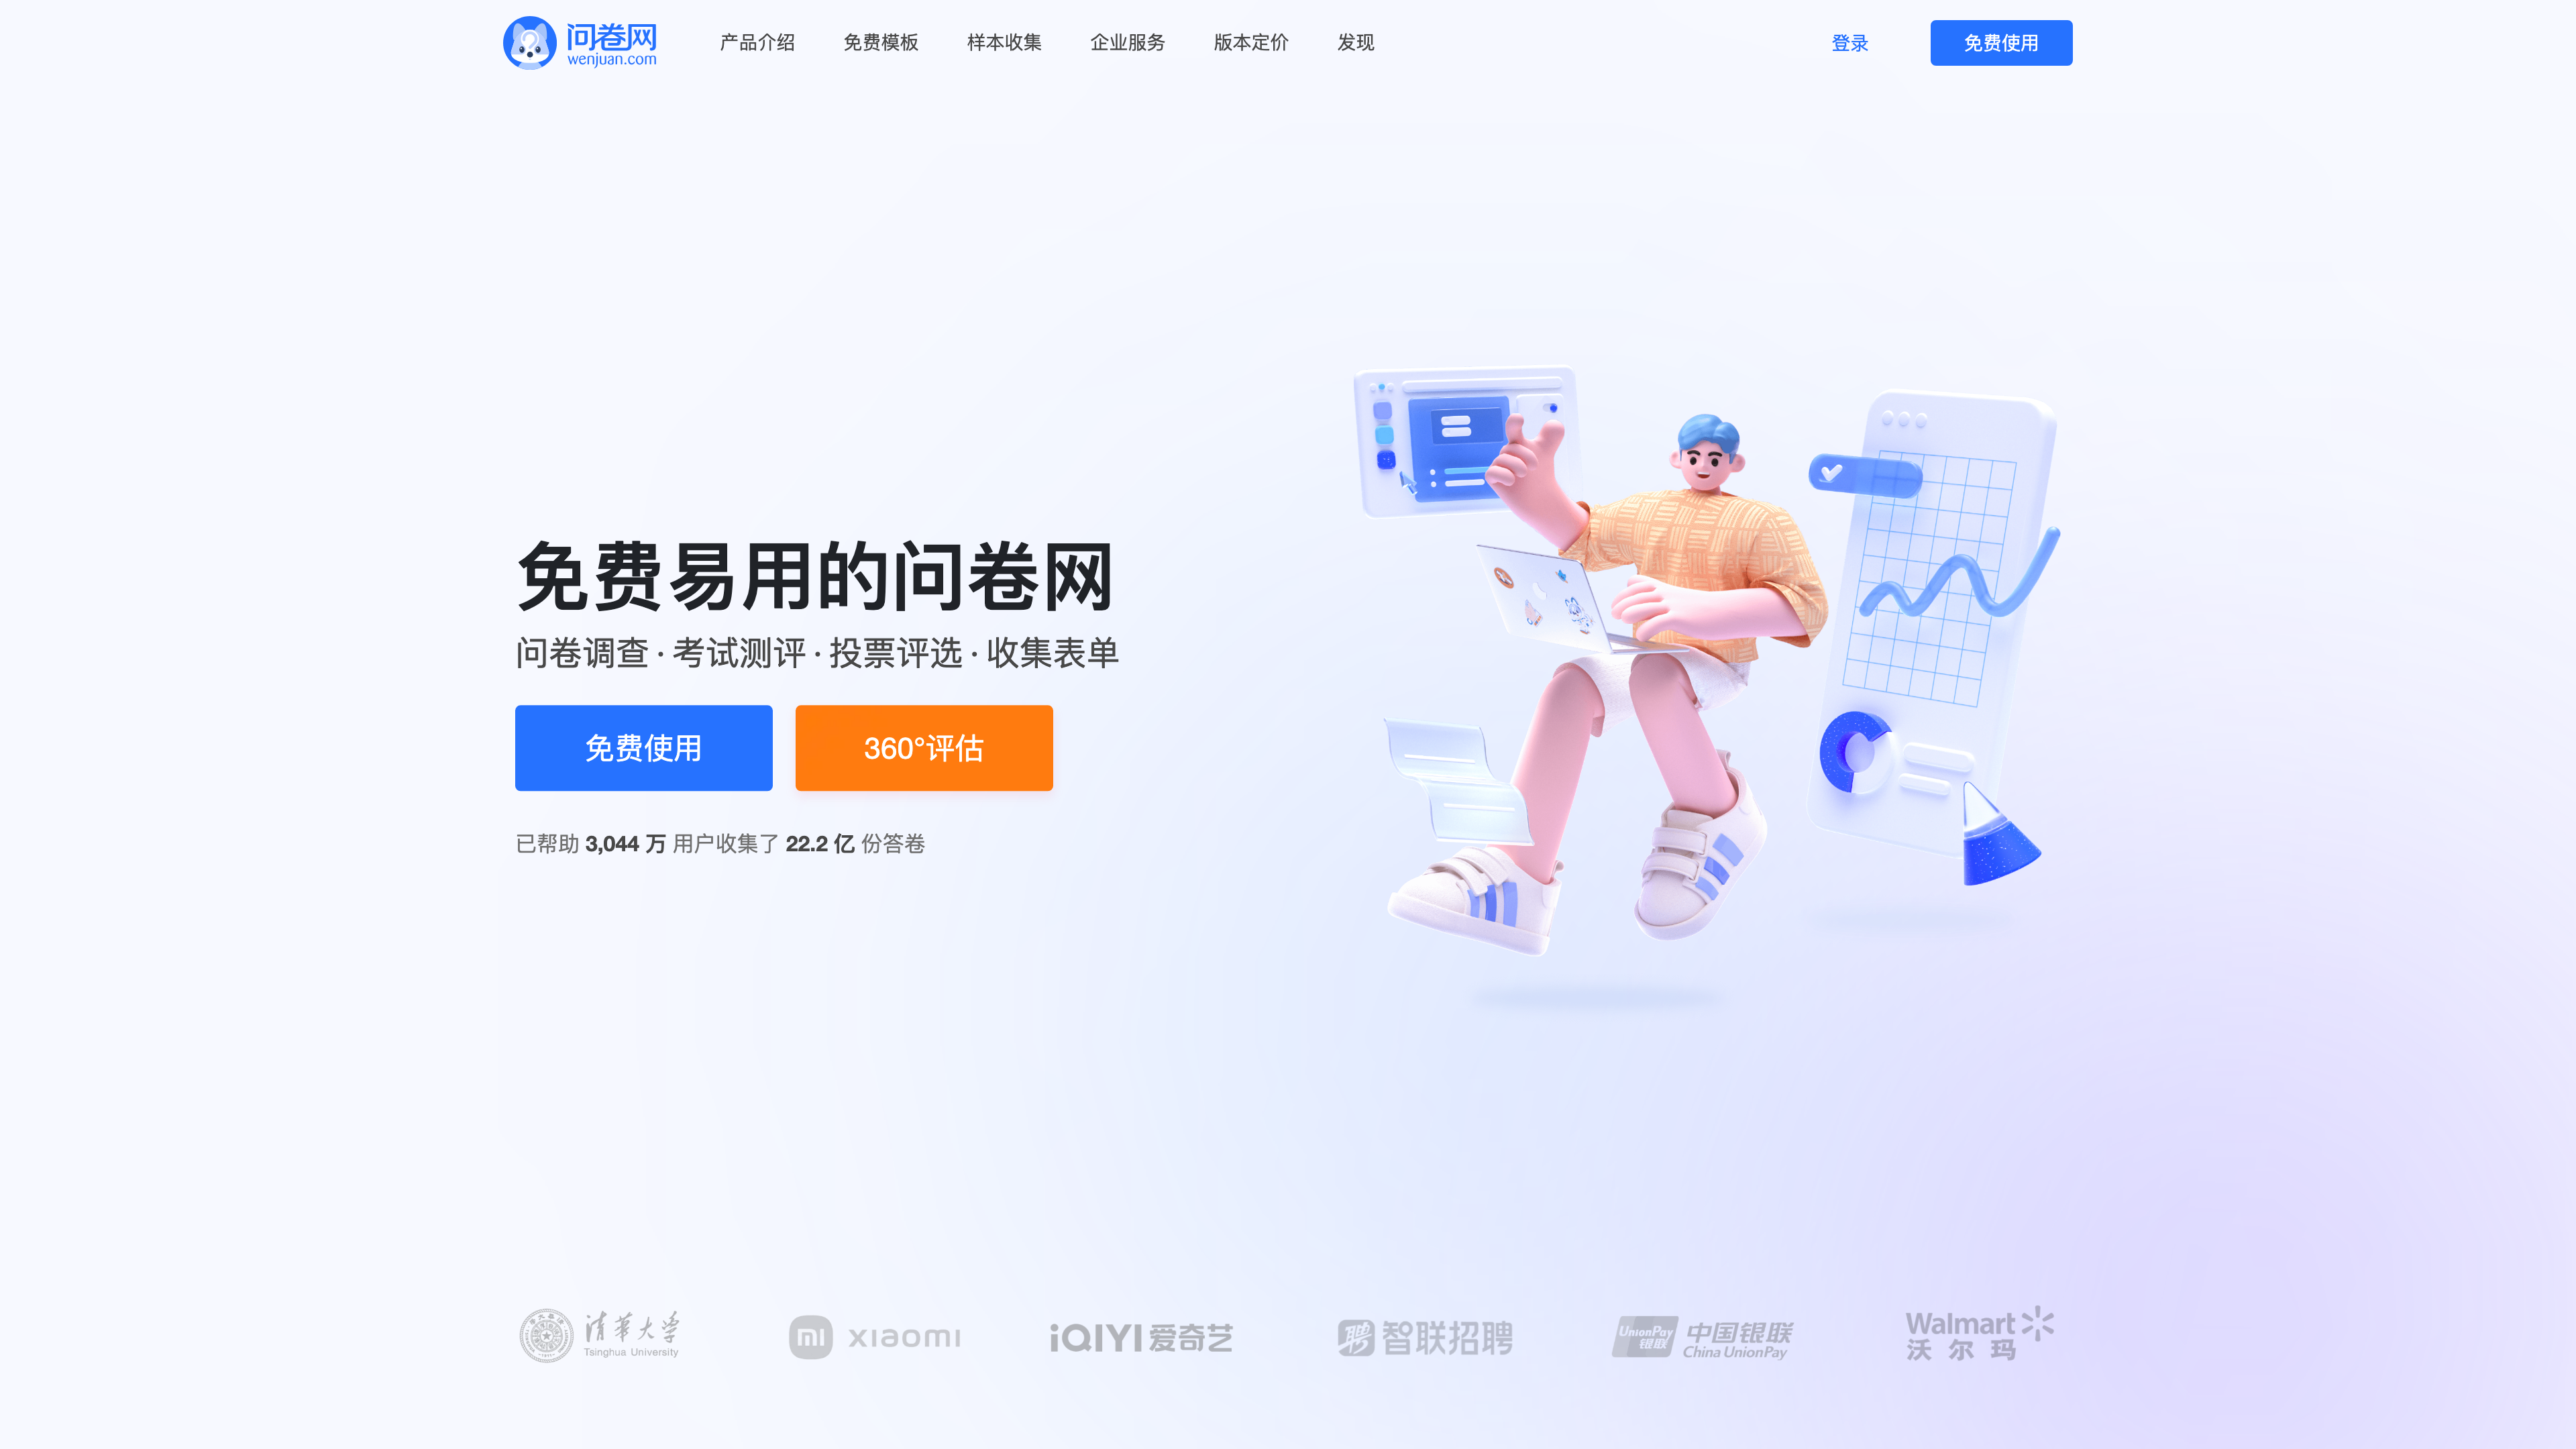 问卷网
wenjuan.com
产品介绍
免费模板
样本收集
企业服务
版本定价
发现
登录
免费使用
免费易用的问卷网
问卷调查 · 考试测评 · 投票评选 · 收集表单
免费使用
360°评估
已帮助 3,044 万 用户收集了 22.2 亿 份答卷
清华大学
Tsinghua University
mi xiaomi
iQIYI 爱奇艺
聘 智联招聘
UnionPay
银联
中国银联
China UnionPay
Walmart
沃尔玛